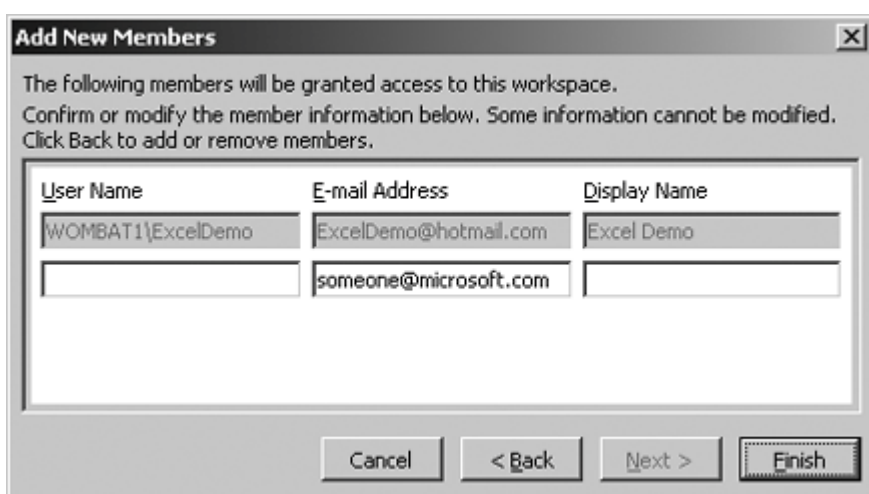 Add New Members
The following members will be granted access to this workspace.
Confirm or modify the member information below. Some information cannot be modified.
Click Back to add or remove members.
User Name E-mail Address Display Name
WOMBAT1\ExcelDemo ExcelDemo@hotmail.com Excel Demo
someone@microsoft.com
Cancel < Back Next > Finish